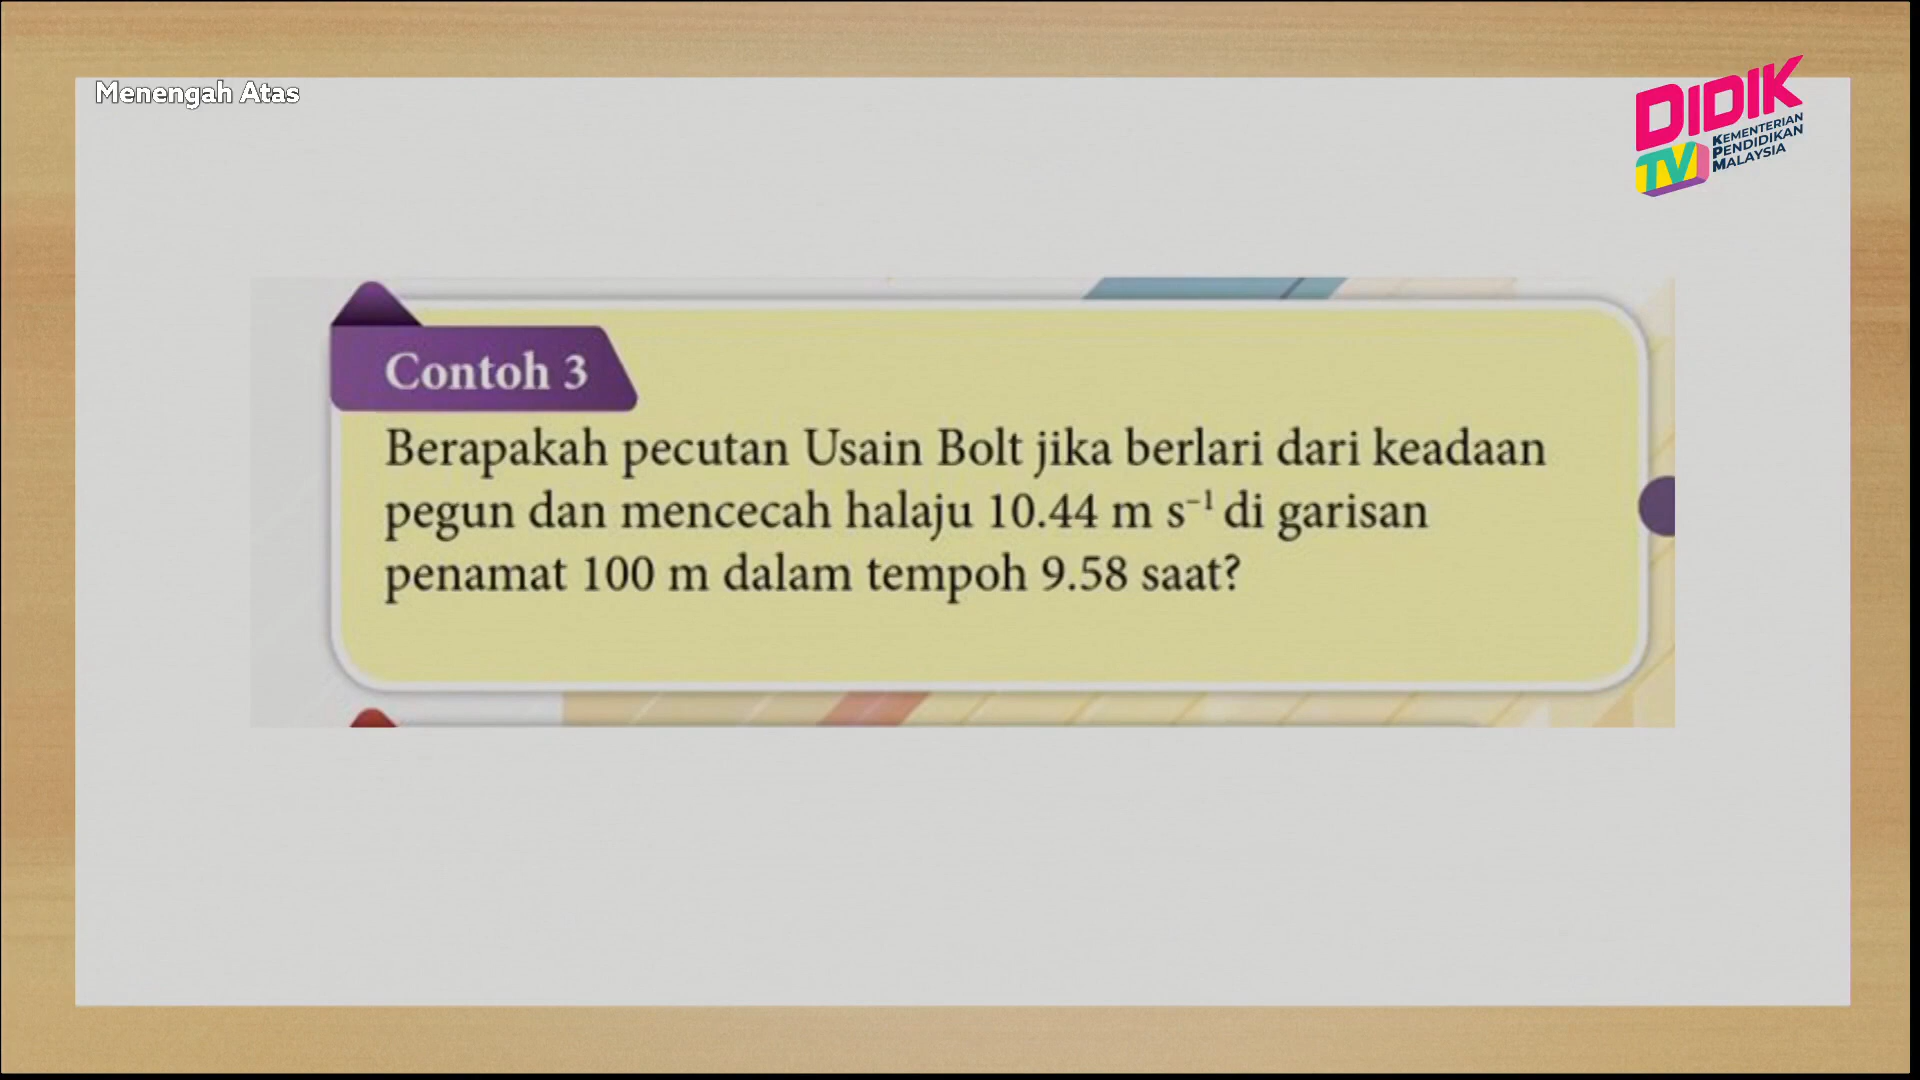 Menengah Atas
DIDIK
TV
KEMENTERIAN
PENDIDIKAN
MALAYSIA
Contoh 3
Berapakah pecutan Usain Bolt jika berlari dari keadaan
pegun dan mencecah halaju 10.44 m s⁻¹ di garisan
penamat 100 m dalam tempoh 9.58 saat?